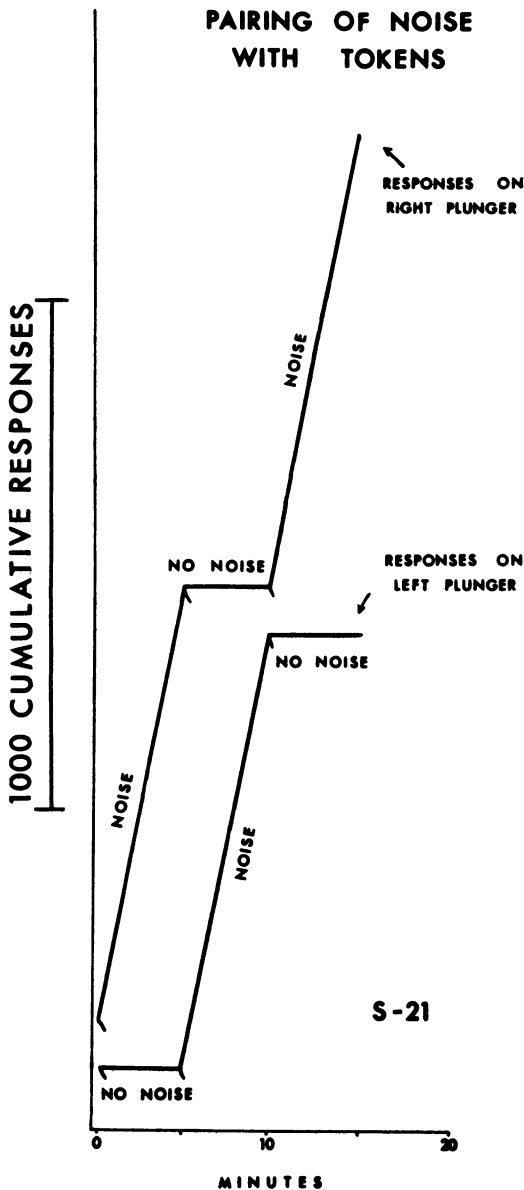 PAIRING OF NOISE
WITH TOKENS
RESPONSES ON
RIGHT PLUNGER
1000 CUMULATIVE RESPONSES
NOISE
NO NOISE
RESPONSES ON
LEFT PLUNGER
NO NOISE
NOISE
NOISE
S-21
NO NOISE
0 10 20
MINUTES